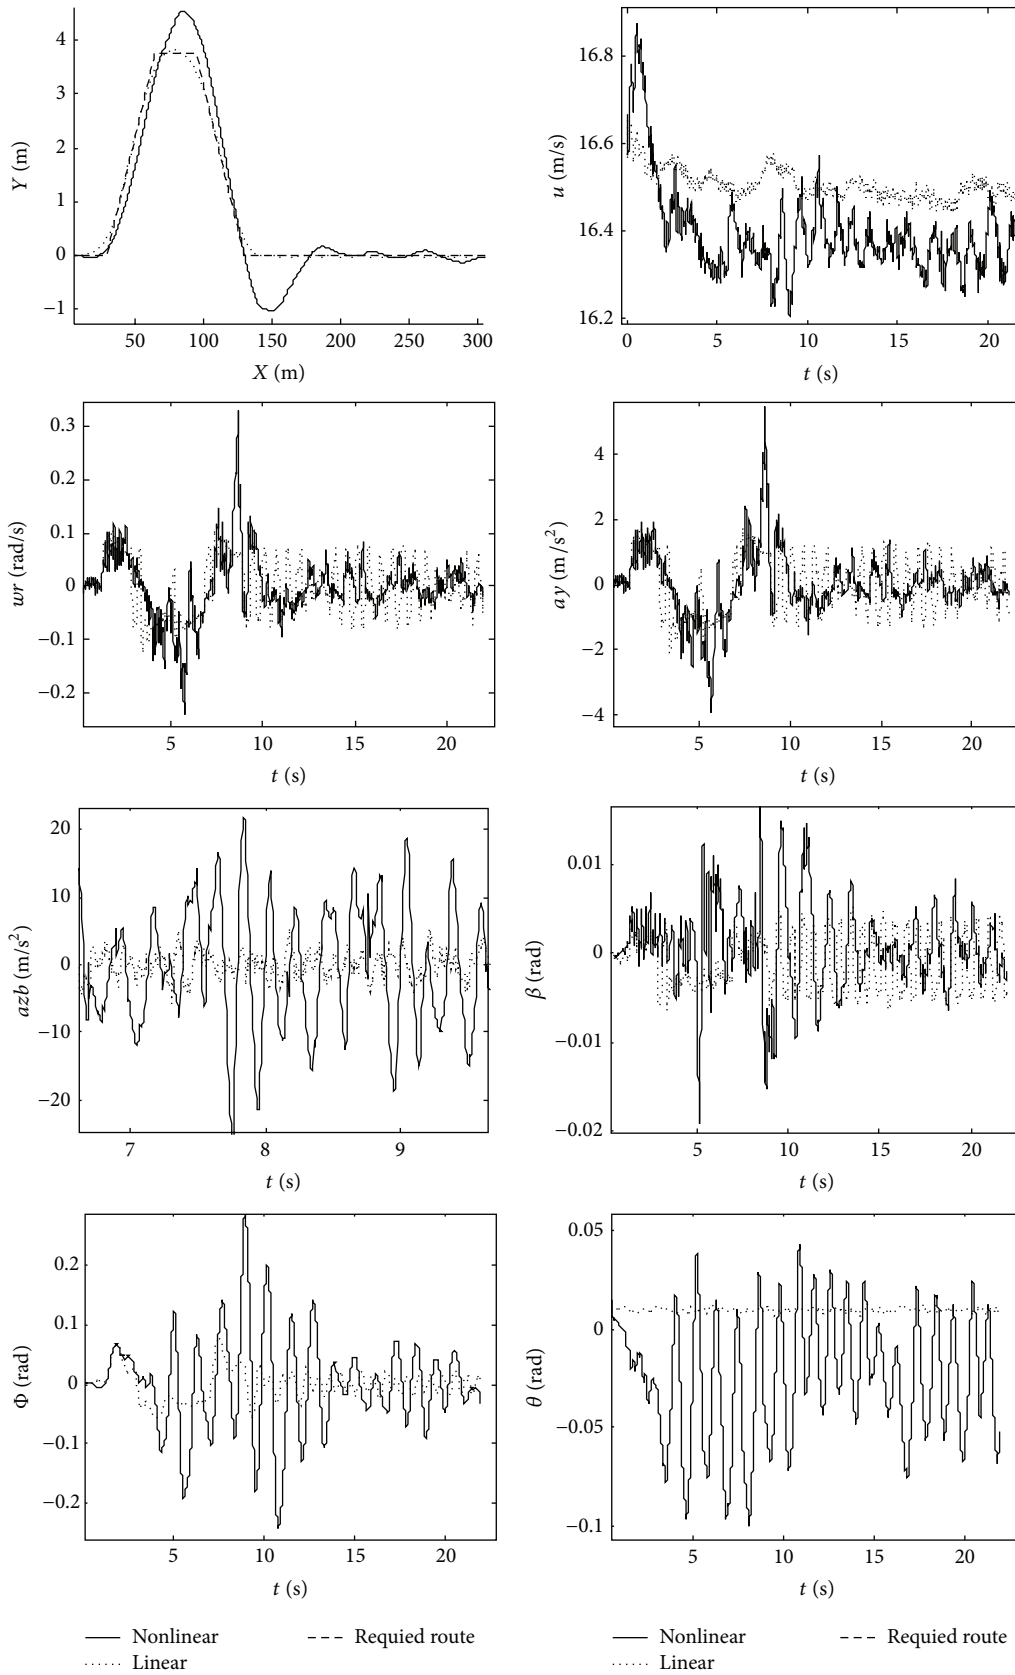 4
3
2
1
0
−1
Y (m)
50 100 150 200 250 300
X (m)
16.8
16.6
16.4
16.2
u (m/s)
0 5 10 15 20
t (s)
0.3
0.2
0.1
0
−0.1
−0.2
wr (rad/s)
5 10 15 20
t (s)
4
2
0
−2
−4
ay (m/s²)
5 10 15 20
t (s)
20
10
0
−10
−20
azb (m/s²)
7 8 9
t (s)
0.01
0
−0.01
−0.02
β (rad)
5 10 15 20
t (s)
0.2
0.1
0
−0.1
−0.2
Φ (rad)
5 10 15 20
t (s)
0.05
0
−0.05
−0.1
θ (rad)
5 10 15 20
t (s)
Nonlinear
Linear
Requied route
Nonlinear
Linear
Requied route